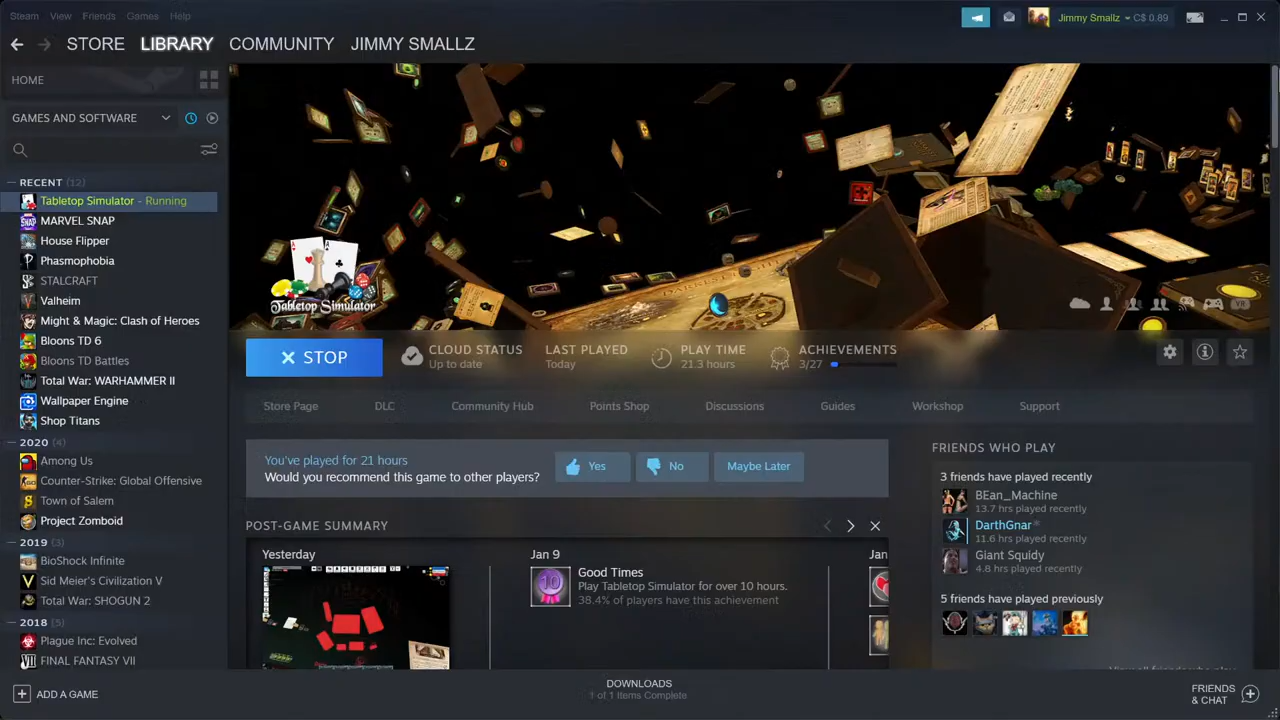 Steam View Friends Games Help
Jimmy Smallz C$ 0.89
STORE LIBRARY COMMUNITY JIMMY SMALLZ
HOME
GAMES AND SOFTWARE
RECENT (12)
Tabletop Simulator - Running
MARVEL SNAP
House Flipper
Phasmophobia
STALCRAFT
Valheim
Might & Magic: Clash of Heroes
Bloons TD 6
Bloons TD Battles
Total War: WARHAMMER II
Wallpaper Engine
Shop Titans
2020 (4)
Among Us
Counter-Strike: Global Offensive
Town of Salem
Project Zomboid
2019 (3)
BioShock Infinite
Sid Meier's Civilization V
Total War: SHOGUN 2
2018 (5)
Plague Inc: Evolved
FINAL FANTASY VII
ADD A GAME
Tabletop Simulator
VR
STOP
CLOUD STATUS
Up to date
LAST PLAYED
Today
PLAY TIME
21.3 hours
ACHIEVEMENTS
3/27
Store Page DLC Community Hub Points Shop Discussions Guides Workshop Support
You've played for 21 hours
Would you recommend this game to other players?
Yes No Maybe Later
POST-GAME SUMMARY
Yesterday
Jan 9
Good Times
Play Tabletop Simulator for over 10 hours.
38.4% of players have this achievement
Jan
FRIENDS WHO PLAY
3 friends have played recently
BEan_Machine
13.7 hrs played recently
DarthGnar*
11.6 hrs played recently
Giant Squidy
4.8 hrs played recently
5 friends have played previously
DOWNLOADS
1 of 1 Items Complete
FRIENDS
& CHAT